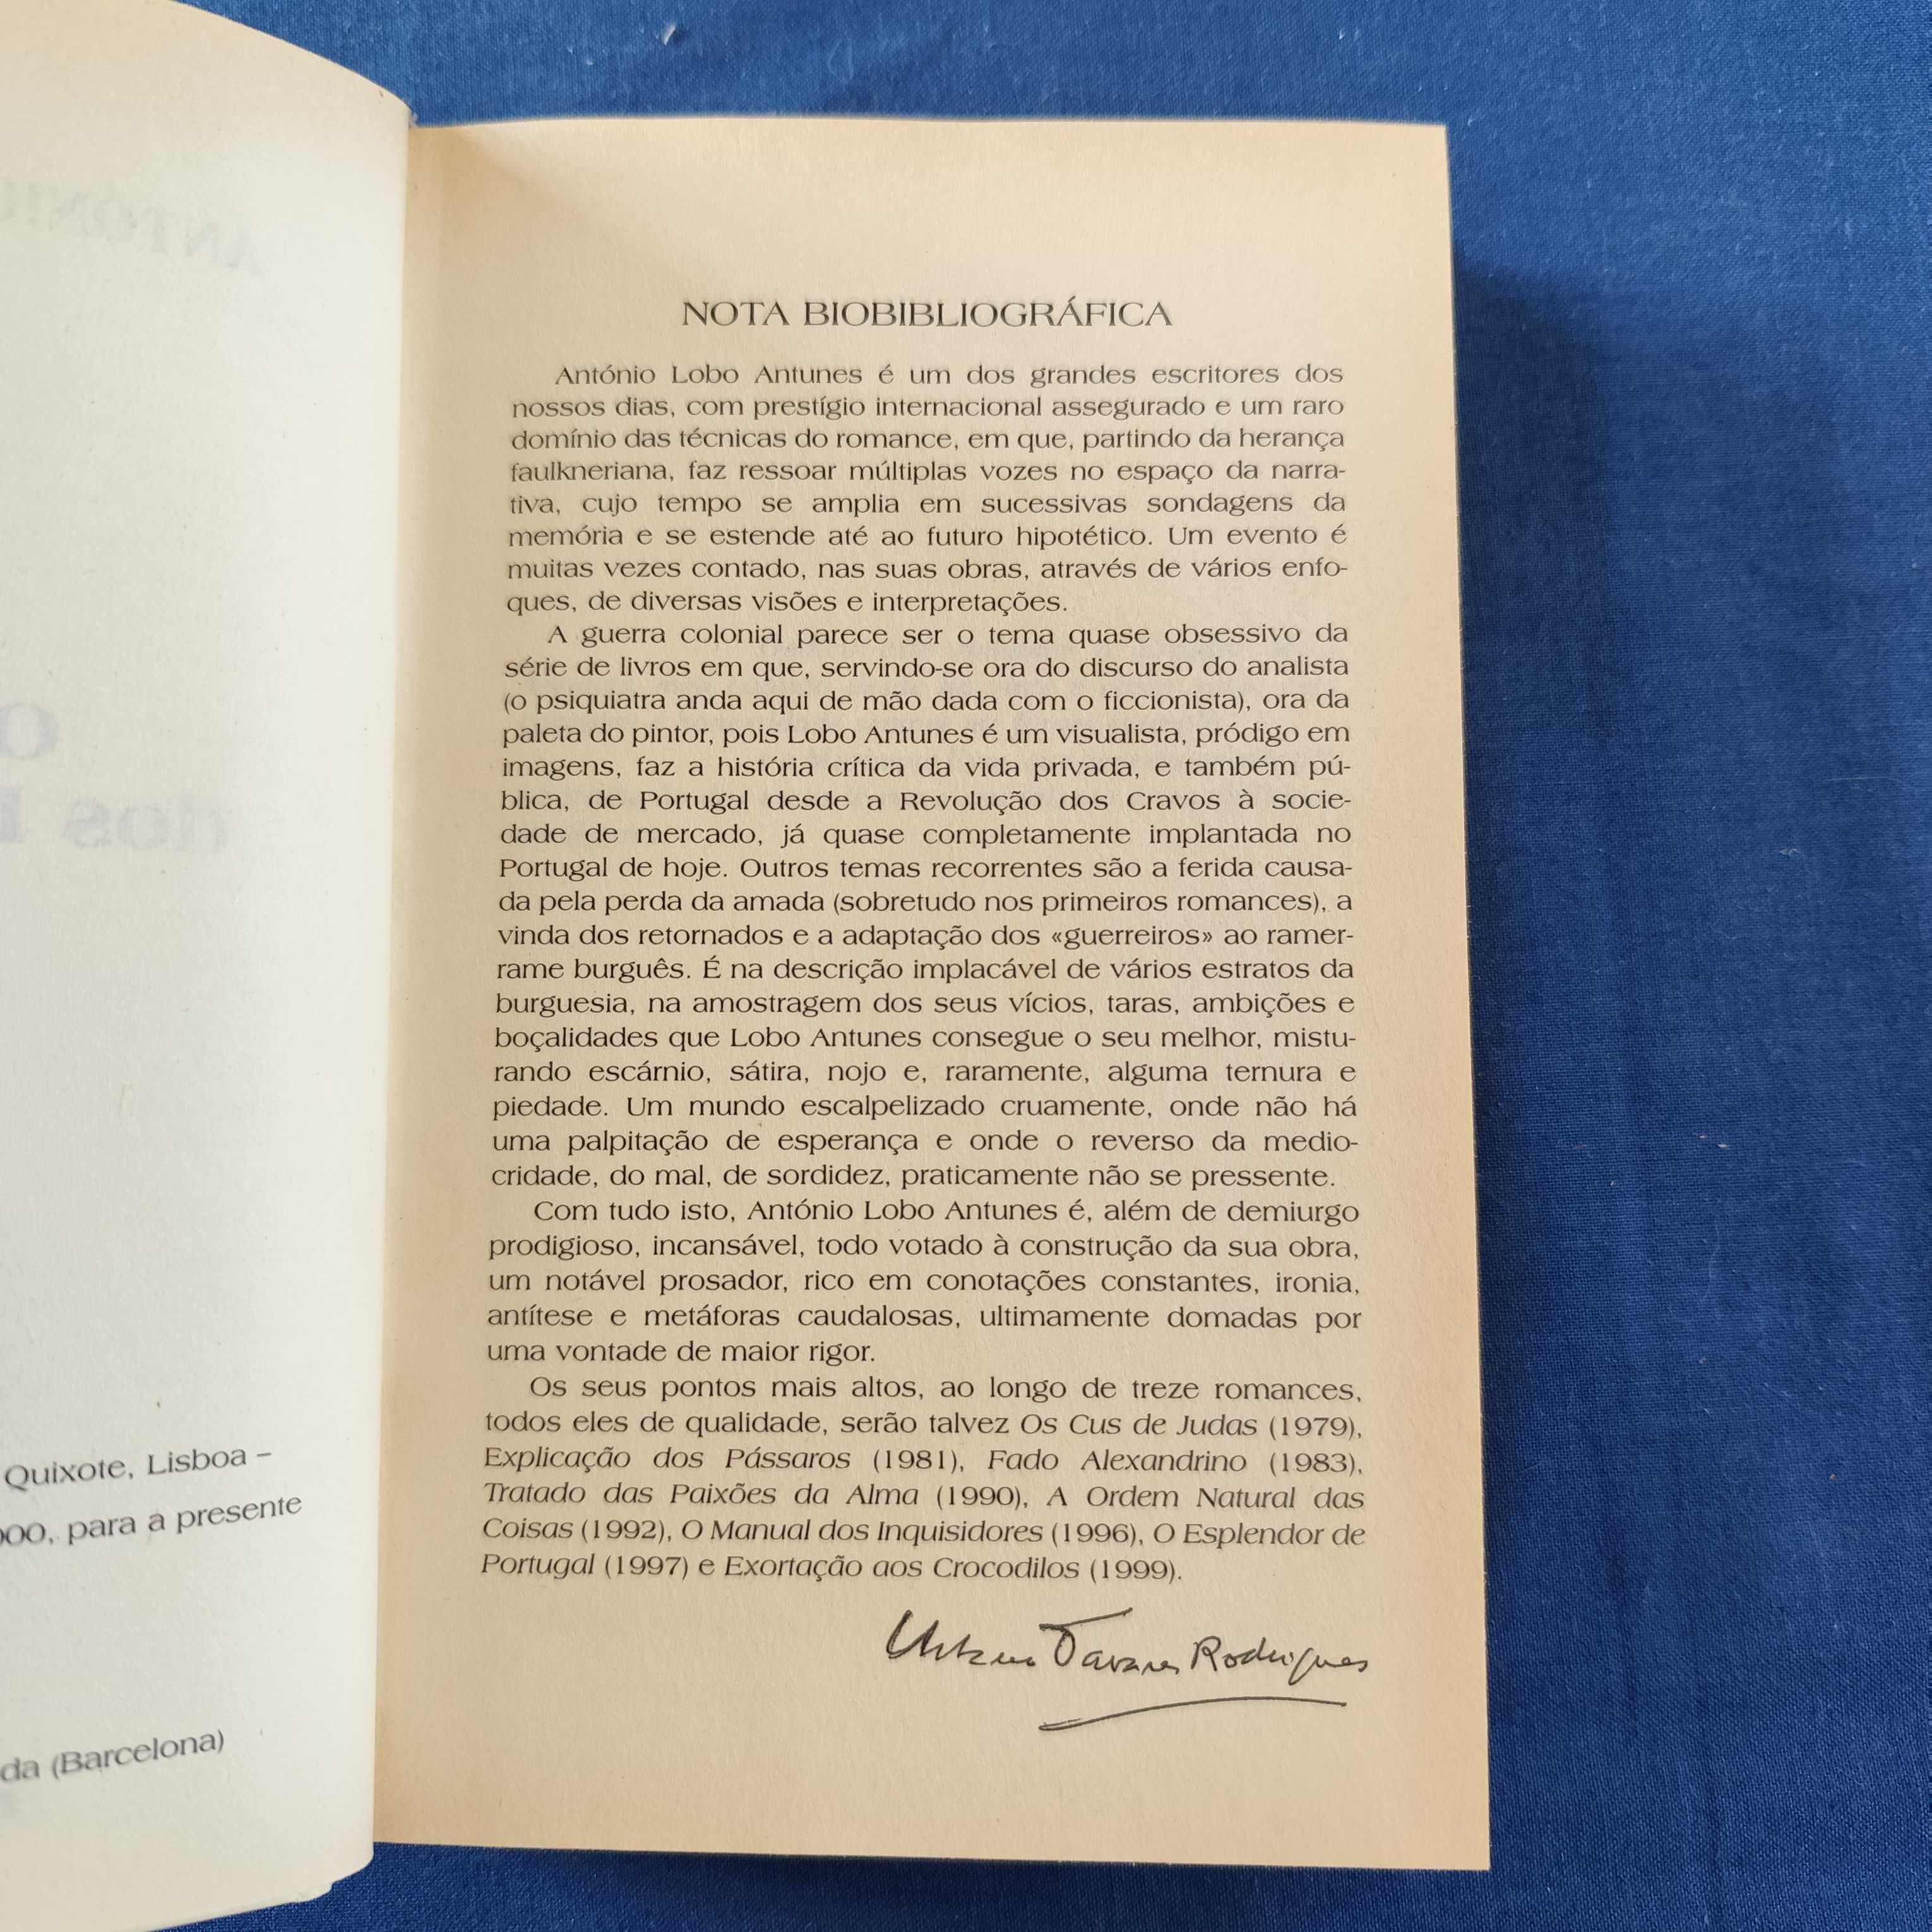 Quixote, Lisboa –
para a presente
da (Barcelona)
NOTA BIOBIBLIOGRÁFICA
António Lobo Antunes é um dos grandes escritores dos
nossos dias, com prestígio internacional assegurado e um raro
domínio das técnicas do romance, em que, partindo da herança
faulkneriana, faz ressoar múltiplas vozes no espaço da narra-
tiva, cujo tempo se amplia em sucessivas sondagens da
memória e se estende até ao futuro hipotético. Um evento é
muitas vezes contado, nas suas obras, através de vários enfo-
ques, de diversas visões e interpretações.
A guerra colonial parece ser o tema quase obsessivo da
série de livros em que, servindo-se ora do discurso do analista
(o psiquiatra anda aqui de mão dada com o ficcionista), ora da
paleta do pintor, pois Lobo Antunes é um visualista, pródigo em
imagens, faz a história crítica da vida privada, e também pú-
blica, de Portugal desde a Revolução dos Cravos à socie-
dade de mercado, já quase completamente implantada no
Portugal de hoje. Outros temas recorrentes são a ferida causa-
da pela perda da amada (sobretudo nos primeiros romances), a
vinda dos retornados e a adaptação dos «guerreiros» ao ramer-
rame burguês. É na descrição implacável de vários estratos da
burguesia, na amostragem dos seus vícios, taras, ambições e
boçalidades que Lobo Antunes consegue o seu melhor, mistu-
rando escárnio, sátira, nojo e, raramente, alguma ternura e
piedade. Um mundo escalpelizado cruamente, onde não há
uma palpitação de esperança e onde o reverso da medio-
cridade, do mal, de sordidez, praticamente não se pressente.
Com tudo isto, António Lobo Antunes é, além de demiurgo
prodigioso, incansável, todo votado à construção da sua obra,
um notável prosador, rico em conotações constantes, ironia,
antítese e metáforas caudalosas, ultimamente domadas por
uma vontade de maior rigor.
Os seus pontos mais altos, ao longo de treze romances,
todos eles de qualidade, serão talvez Os Cus de Judas (1979),
Explicação dos Pássaros (1981), Fado Alexandrino (1983),
Tratado das Paixões da Alma (1990), A Ordem Natural das
Coisas (1992), O Manual dos Inquisidores (1996), O Esplendor de
Portugal (1997) e Exortação aos Crocodilos (1999).
Urbano Tavares Rodrigues